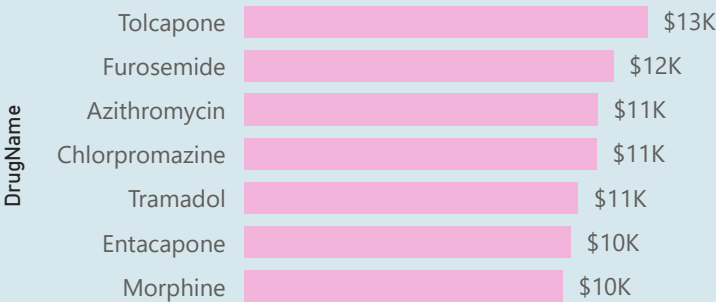 DrugName
Tolcapone $13K
Furosemide $12K
Azithromycin $11K
Chlorpromazine $11K
Tramadol $11K
Entacapone $10K
Morphine $10K